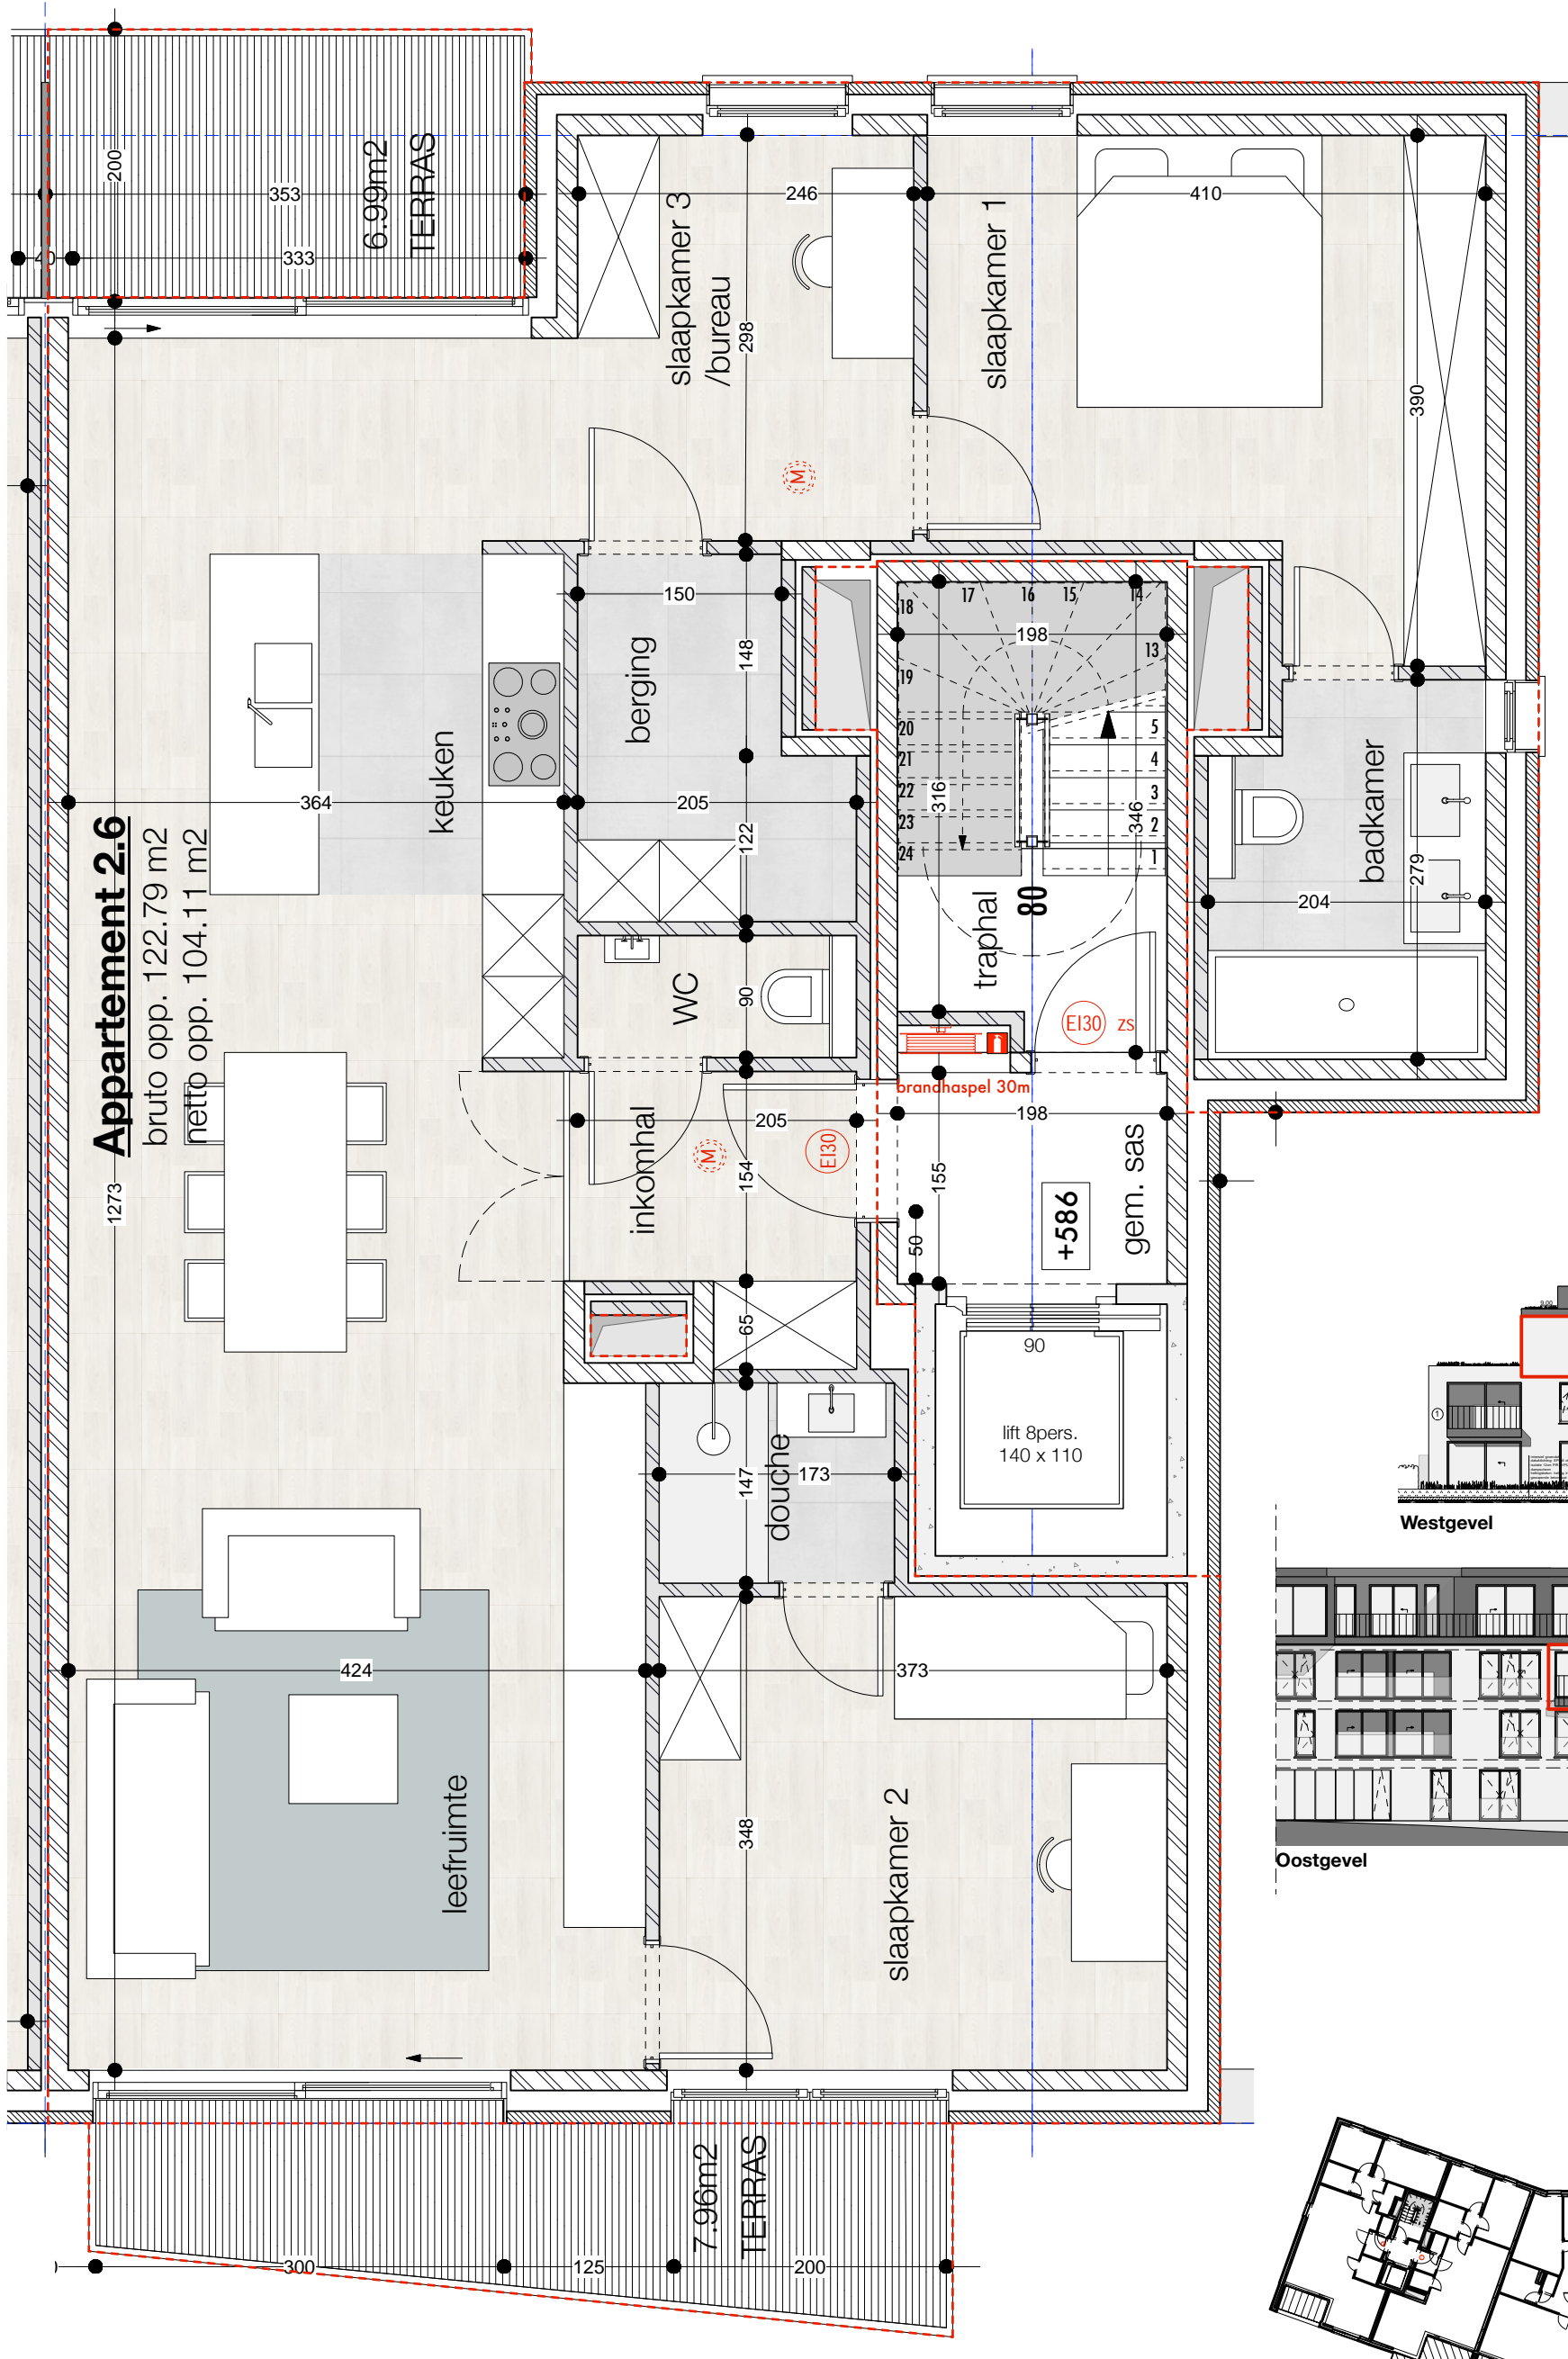 200
353
40
333
6.99m2
TERRAS
246
410
slaapkamer 3
/bureau
298
slaapkamer 1
390
M
150
148
berging
keuken
364
205
122
198
18
17
16
15
14
13
19
20
21
22
23
24
5
4
3
2
1
316
346
80
traphal
badkamer
279
204
Appartement 2.6
bruto opp. 122.79 m2
netto opp. 104.11 m2
WC
90
EI30 zs
brandhaspel 30m
198
205
inkomhal
M
EI30
154
155
50
+586
gem. sas
1273
65
90
lift 8pers.
140 x 110
147
173
douche
424
373
leefruimte
348
slaapkamer 2
Westgevel
Oostgevel
7.96m2
TERRAS
300
125
200